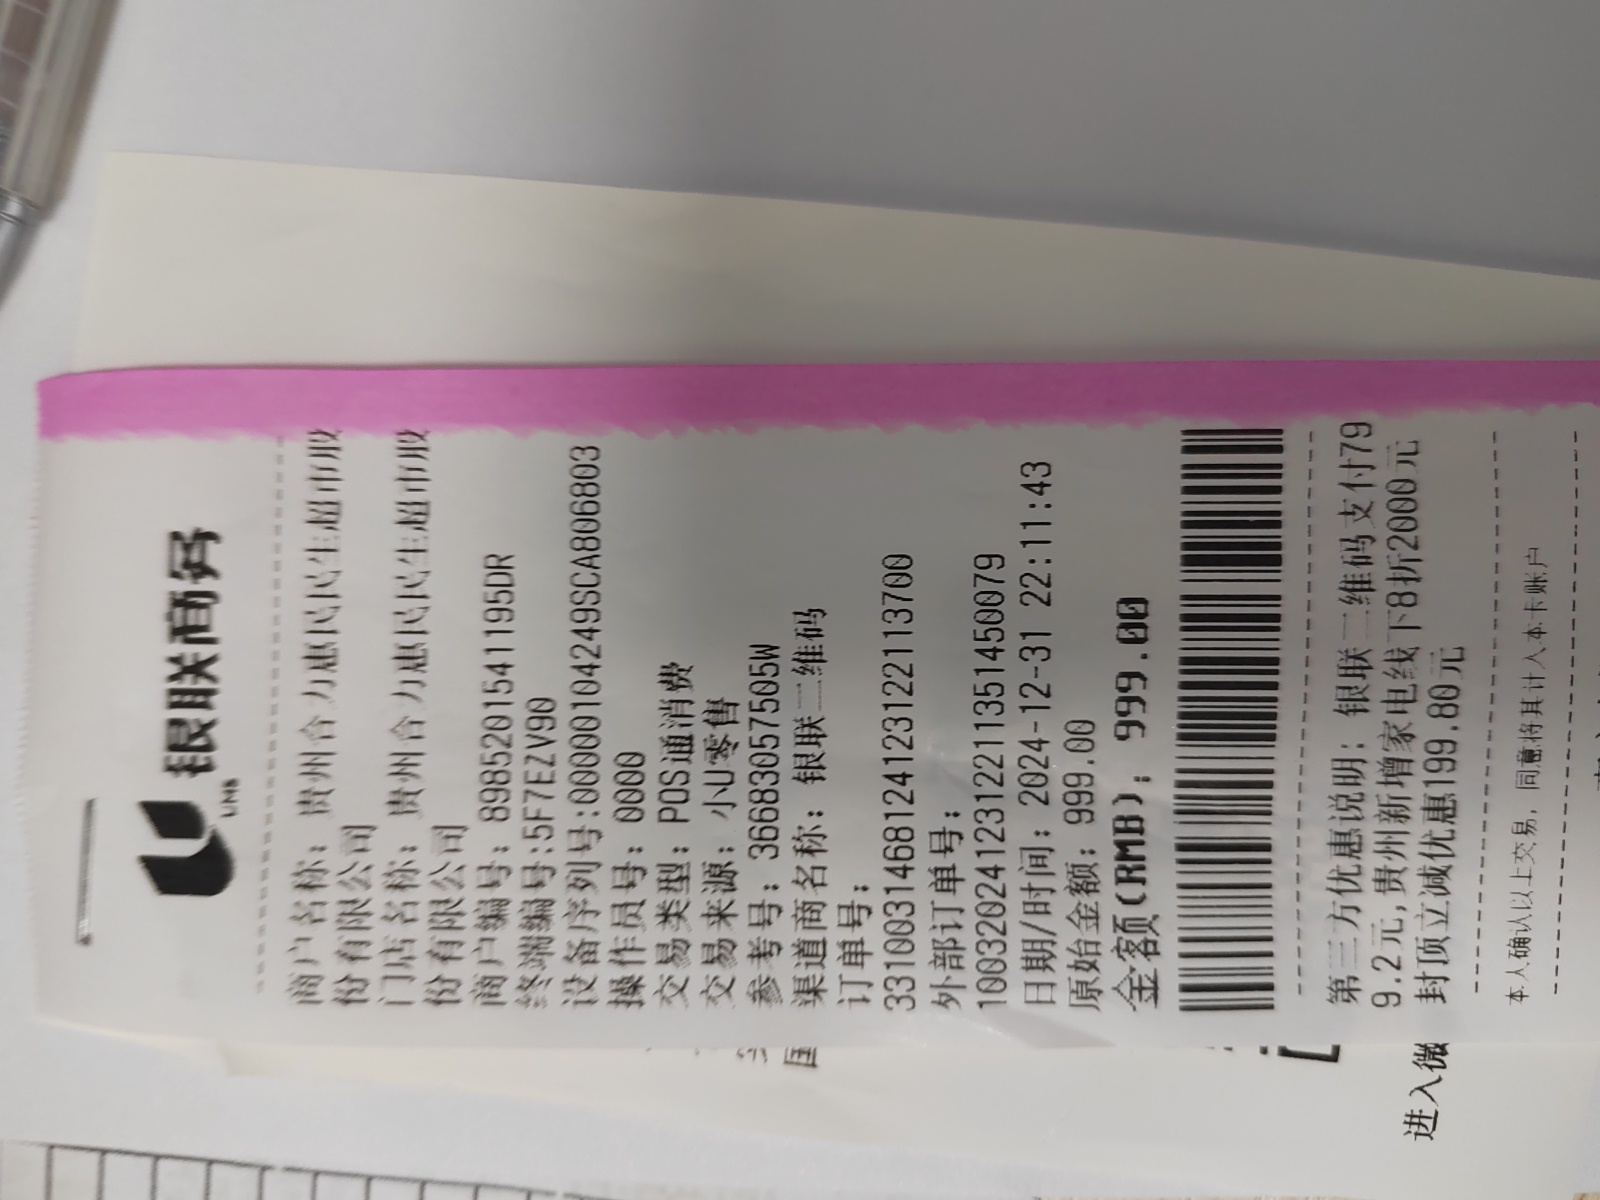 银联商务
UMS
商户名称: 贵州合力惠民民生超市股
份有限公司
门店名称: 贵州合力惠民民生超市股
份有限公司
商户编号: 89852015411195DR
终端编号:5F7EZV90
设备序列号:00000104249SCA806803
操作员号: 0000
交易类型: POS通消费
交易来源: 小U零售
参考号: 36683057505W
渠道商名称: 银联二维码
订单号:
33100314681241231221113700
外部订单号:
1003202412312211351450079
日期/时间: 2024-12-31 22:11:43
原始金额: 999.00
金额(RMB): 999.00
第三方优惠说明: 银联二维码支付79
9.2元,贵州新增家电线下8折2000元
封顶立减优惠199.80元
本人确认以上交易, 同意将其计入本卡账户
进入微